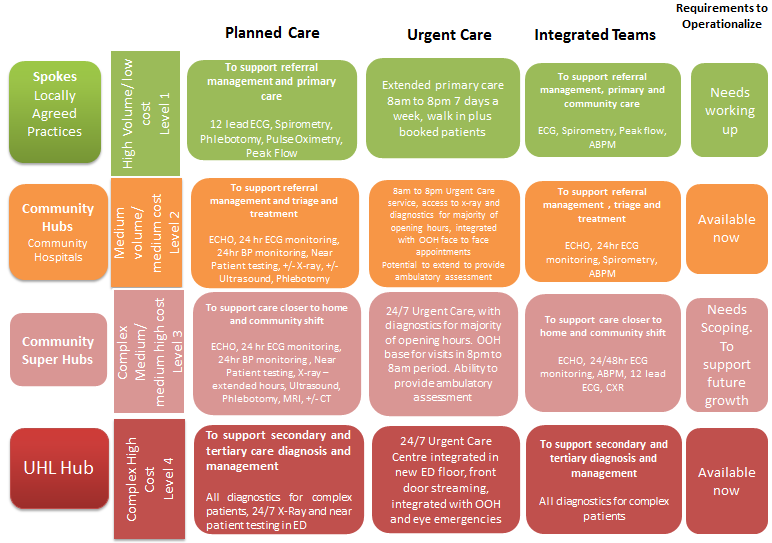 Planned Care
Urgent Care
Integrated Teams
Requirements to
Operationalize
Spokes
Locally
Agreed
Practices
High Volume/ low
cost
Level 1
To support referral
management and primary
care
12 lead ECG, Spirometry,
Phlebotomy, Pulse Oximetry,
Peak Flow
Extended primary care
8am to 8pm 7 days a
week, walk in plus
booked patients
To support referral
management, primary and
community care
ECG, Spirometry, Peak flow,
ABPM
Needs
working
up
Community
Hubs
Community
Hospitals
Medium
volume/
medium cost
Level 2
To support referral
management and triage and
treatment
ECHO, 24 hr ECG monitoring,
24hr BP monitoring, Near
Patient testing, +/- X-ray, +/-
Ultrasound, Phlebotomy
8am to 8pm Urgent Care
service, access to x-ray and
diagnostics for majority of
opening hours, integrated
with OOH face to face
appointments
Potential to extend to provide
ambulatory assessment
To support referral
management , triage and
treatment
ECHO, 24hr ECG
monitoring, Spirometry,
ABPM
Available
now
Community
Super Hubs
Complex
Medium/
medium high cost
Level 3
To support care closer to home
and community shift
ECHO, 24 hr ECG monitoring,
24hr BP monitoring , Near
Patient testing, X-ray –
extended hours, Ultrasound,
Phlebotomy, MRI, +/- CT
24/7 Urgent Care, with
diagnostics for majority
of opening hours. OOH
base for visits in 8pm to
8am period. Ability to
provide ambulatory
assessment
To support care closer to
home and community shift
ECHO, 24/48hr ECG
monitoring, ABPM, 12 lead
ECG, CXR
Needs
Scoping.
To
support
future
growth
UHL Hub
Complex High
Cost
Level 4
To support secondary and
tertiary care diagnosis and
management
All diagnostics for complex
patients, 24/7 X-Ray and near
patient testing in ED
24/7 Urgent Care
Centre integrated in
new ED floor, front
door streaming,
integrated with OOH
and eye emergencies
To support secondary and
tertiary diagnosis and
management
All diagnostics for complex
patients
Available
now